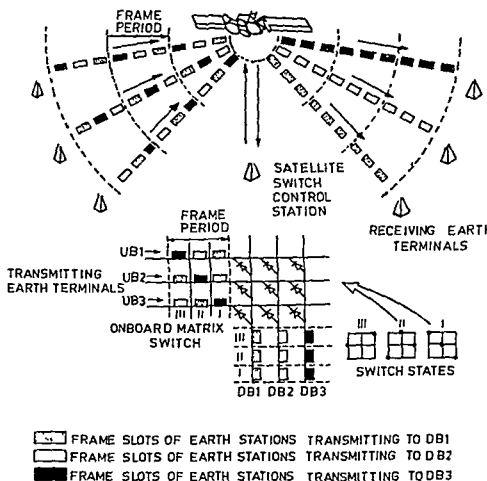 FRAME
PERIOD
SATELLITE
SWITCH
CONTROL
STATION
RECEIVING EARTH
TERMINALS
FRAME
PERIOD
UB1
UB2
UB3
TRANSMITTING
EARTH TERMINALS
III II I
ONBOARD MATRIX
SWITCH
III
II
I
DB1 DB2 DB3
III II I
SWITCH STATES
FRAME SLOTS OF EARTH STATIONS TRANSMITTING TO DB1
FRAME SLOTS OF EARTH STATIONS TRANSMITTING TO DB2
FRAME SLOTS OF EARTH STATIONS TRANSMITTING TO DB3